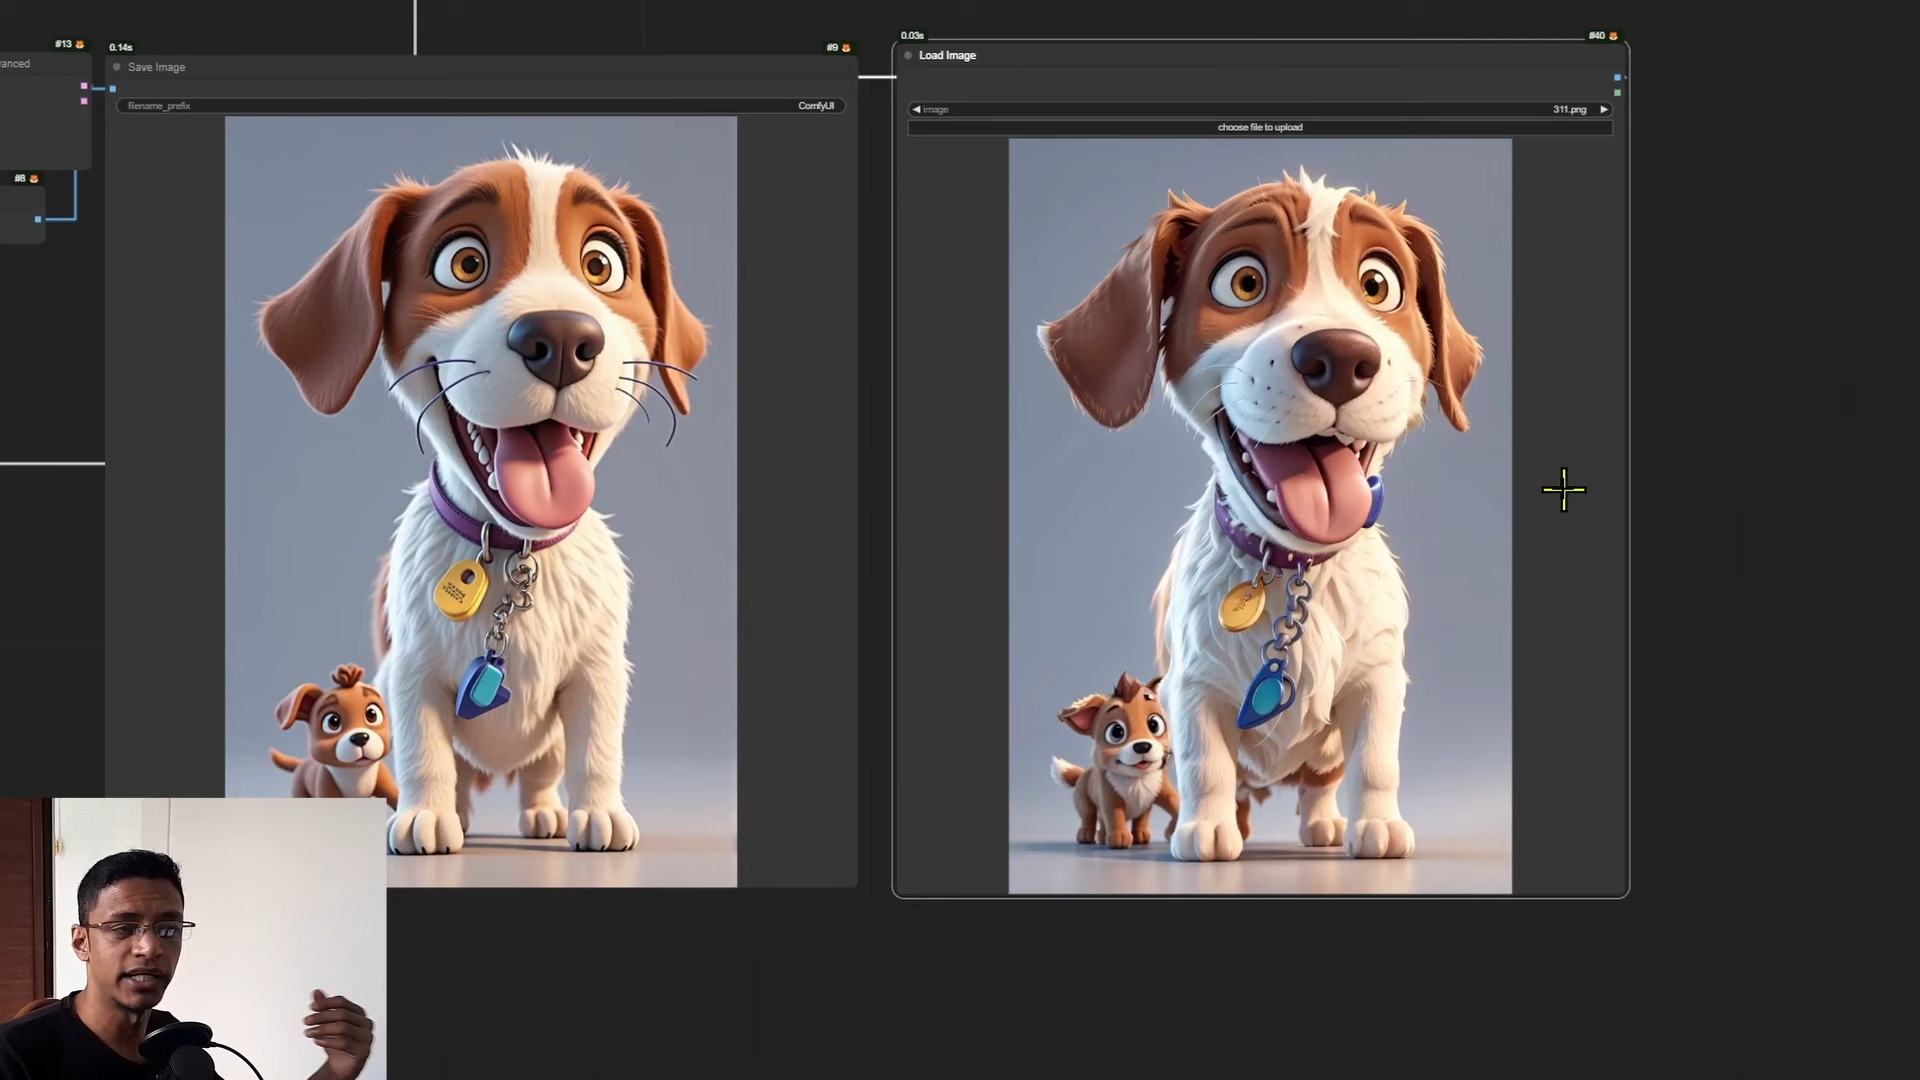 #13
0.14s
#9
0.03s
#40
vanced
Save Image
Load Image
filename_prefix
ComfyUI
image
311.png
choose file to upload
#8